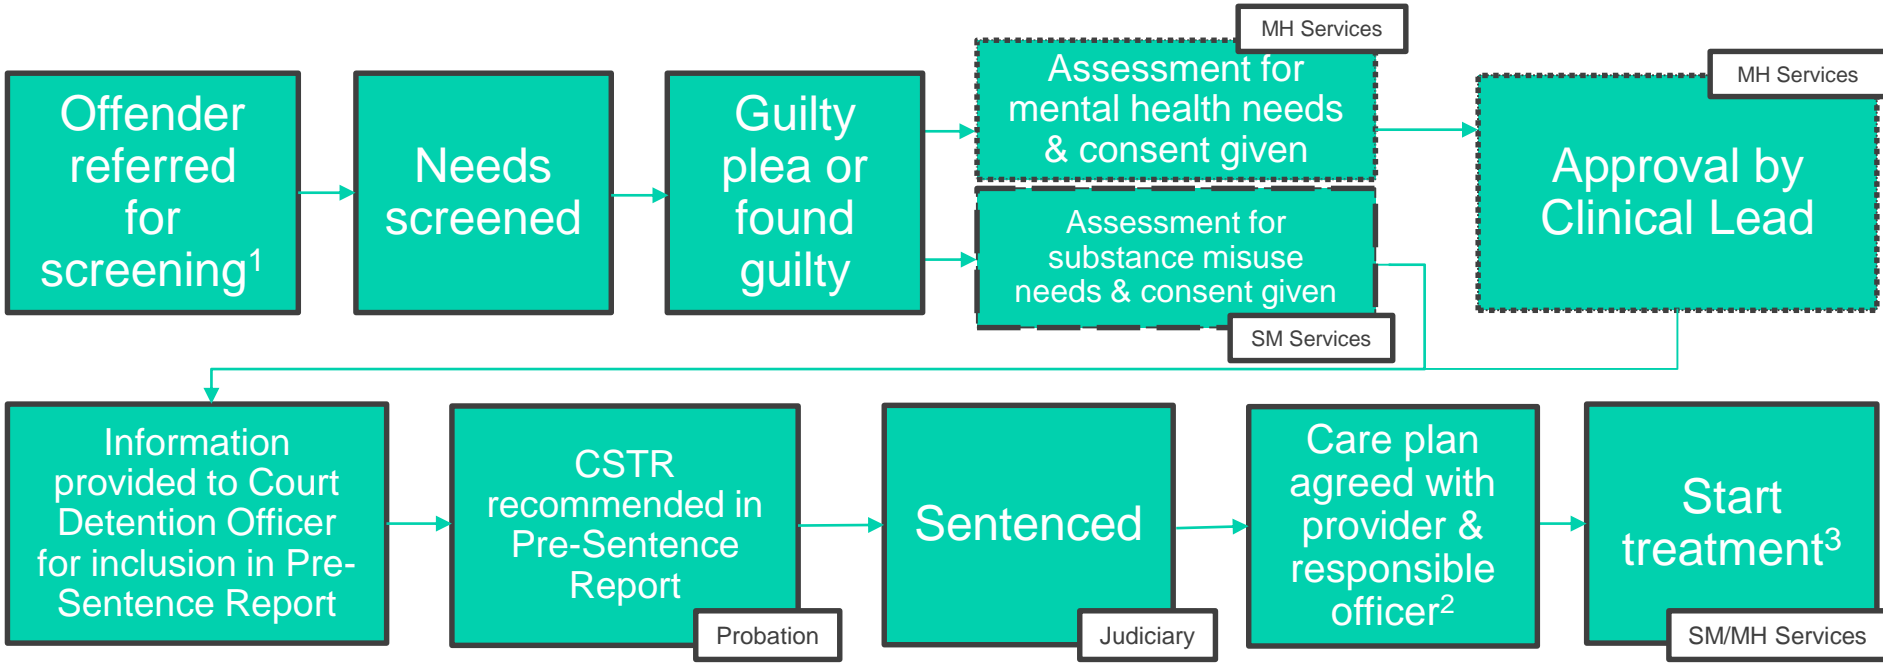 Offender
referred
for
screening1
Needs
screened
Guilty
plea or
found
guilty
MH Services
Assessment for
mental health needs
& consent given
Assessment for
substance misuse
needs & consent given
SM Services
MH Services
Approval by
Clinical Lead
Information
provided to Court
Detention Officer
for inclusion in Pre-
Sentence Report
CSTR
recommended in
Pre-Sentence
Report
Probation
Sentenced
Judiciary
Care plan
agreed with
provider &
responsible
officer2
Start
treatment3
SM/MH Services